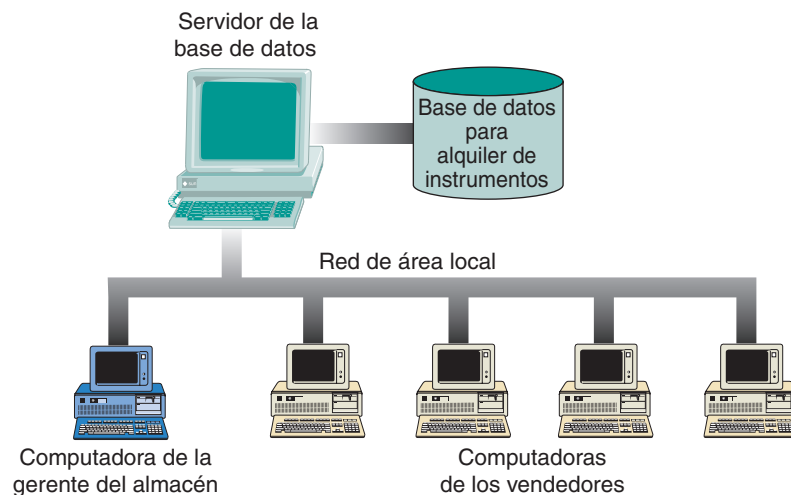 Servidor de la
base de datos
Base de datos
para
alquiler de
instrumentos
Red de área local
Computadora de la
gerente del almacén
Computadoras
de los vendedores